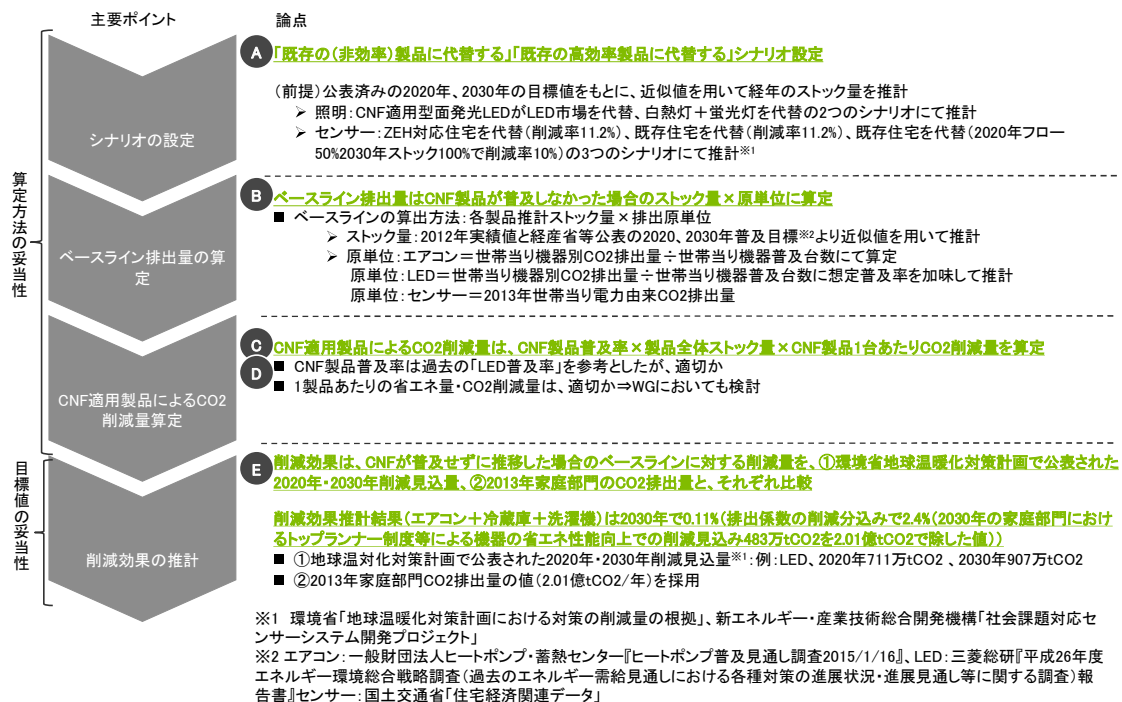 主要ポイント
論点
算定方法の妥当性
目標値の妥当性
シナリオの設定
A
「既存の(非効率)製品に代替する」「既存の高効率製品に代替する」シナリオ設定
(前提)公表済みの2020年、2030年の目標値をもとに、近似値を用いて経年のストック量を推計
➢ 照明:CNF適用型面発光LEDがLED市場を代替、白熱灯+蛍光灯を代替の2つのシナリオにて推計
➢ センサー:ZEH対応住宅を代替(削減率11.2%)、既存住宅を代替(削減率11.2%)、既存住宅を代替(2020年フロー
50%2030年ストック100%で削減率10%)の3つのシナリオにて推計※1
ベースライン排出量の算
定
B
ベースライン排出量はCNF製品が普及しなかった場合のストック量×原単位に算定
■ ベースラインの算出方法:各製品推計ストック量×排出原単位
➢ ストック量:2012年実績値と経産省等公表の2020、2030年普及目標※2より近似値を用いて推計
➢ 原単位:エアコン=世帯当り機器別CO2排出量÷世帯当り機器普及台数にて算定
原単位:LED=世帯当り機器別CO2排出量÷世帯当り機器普及台数に想定普及率を加味して推計
原単位:センサー=2013年世帯当り電力由来CO2排出量
CNF適用製品によるCO2
削減量算定
C
CNF適用製品によるCO2削減量は、CNF製品普及率×製品全体ストック量×CNF製品1台あたりCO2削減量を算定
D
■ CNF製品普及率は過去の「LED普及率」を参考としたが、適切か
■ 1製品あたりの省エネ量・CO2削減量は、適切か⇒WGにおいても検討
削減効果の推計
E
削減効果は、CNFが普及せずに推移した場合のベースラインに対する削減量を、①環境省地球温暖化対策計画で公表された
2020年・2030年削減見込量、②2013年家庭部門のCO2排出量と、それぞれ比較
削減効果推計結果(エアコン+冷蔵庫+洗濯機)は2030年で0.11%(排出係数の削減分込みで2.4%(2030年の家庭部門におけ
るトップランナー制度等による機器の省エネ性能向上での削減見込み483万tCO2を2.01億tCO2で除した値))
■ ①地球温対化対策計画で公表された2020年・2030年削減見込量※1:例:LED、2020年711万tCO2 、2030年907万tCO2
■ ②2013年家庭部門CO2排出量の値(2.01億tCO2/年)を採用
※1 環境省「地球温暖化対策計画における対策の削減量の根拠」、新エネルギー・産業技術総合開発機構「社会課題対応セ
ンサーシステム開発プロジェクト」
※2 エアコン:一般財団法人ヒートポンプ・蓄熱センター『ヒートポンプ普及見通し調査2015/1/16』、LED:三菱総研『平成26年度
エネルギー環境総合戦略調査(過去のエネルギー需給見通しにおける各種対策の進展状況・進展見通し等に関する調査)報
告書』センサー:国土交通省「住宅経済関連データ」